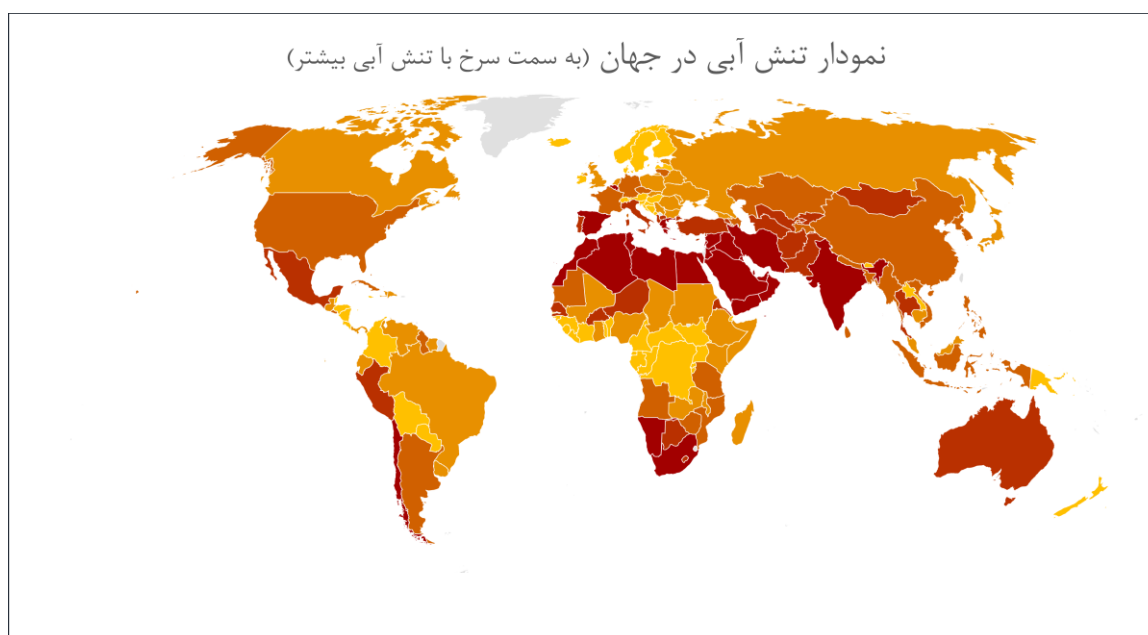 نمودار تنش آبی در جهان (به سمت سرخ با تنش آبی بیشتر)